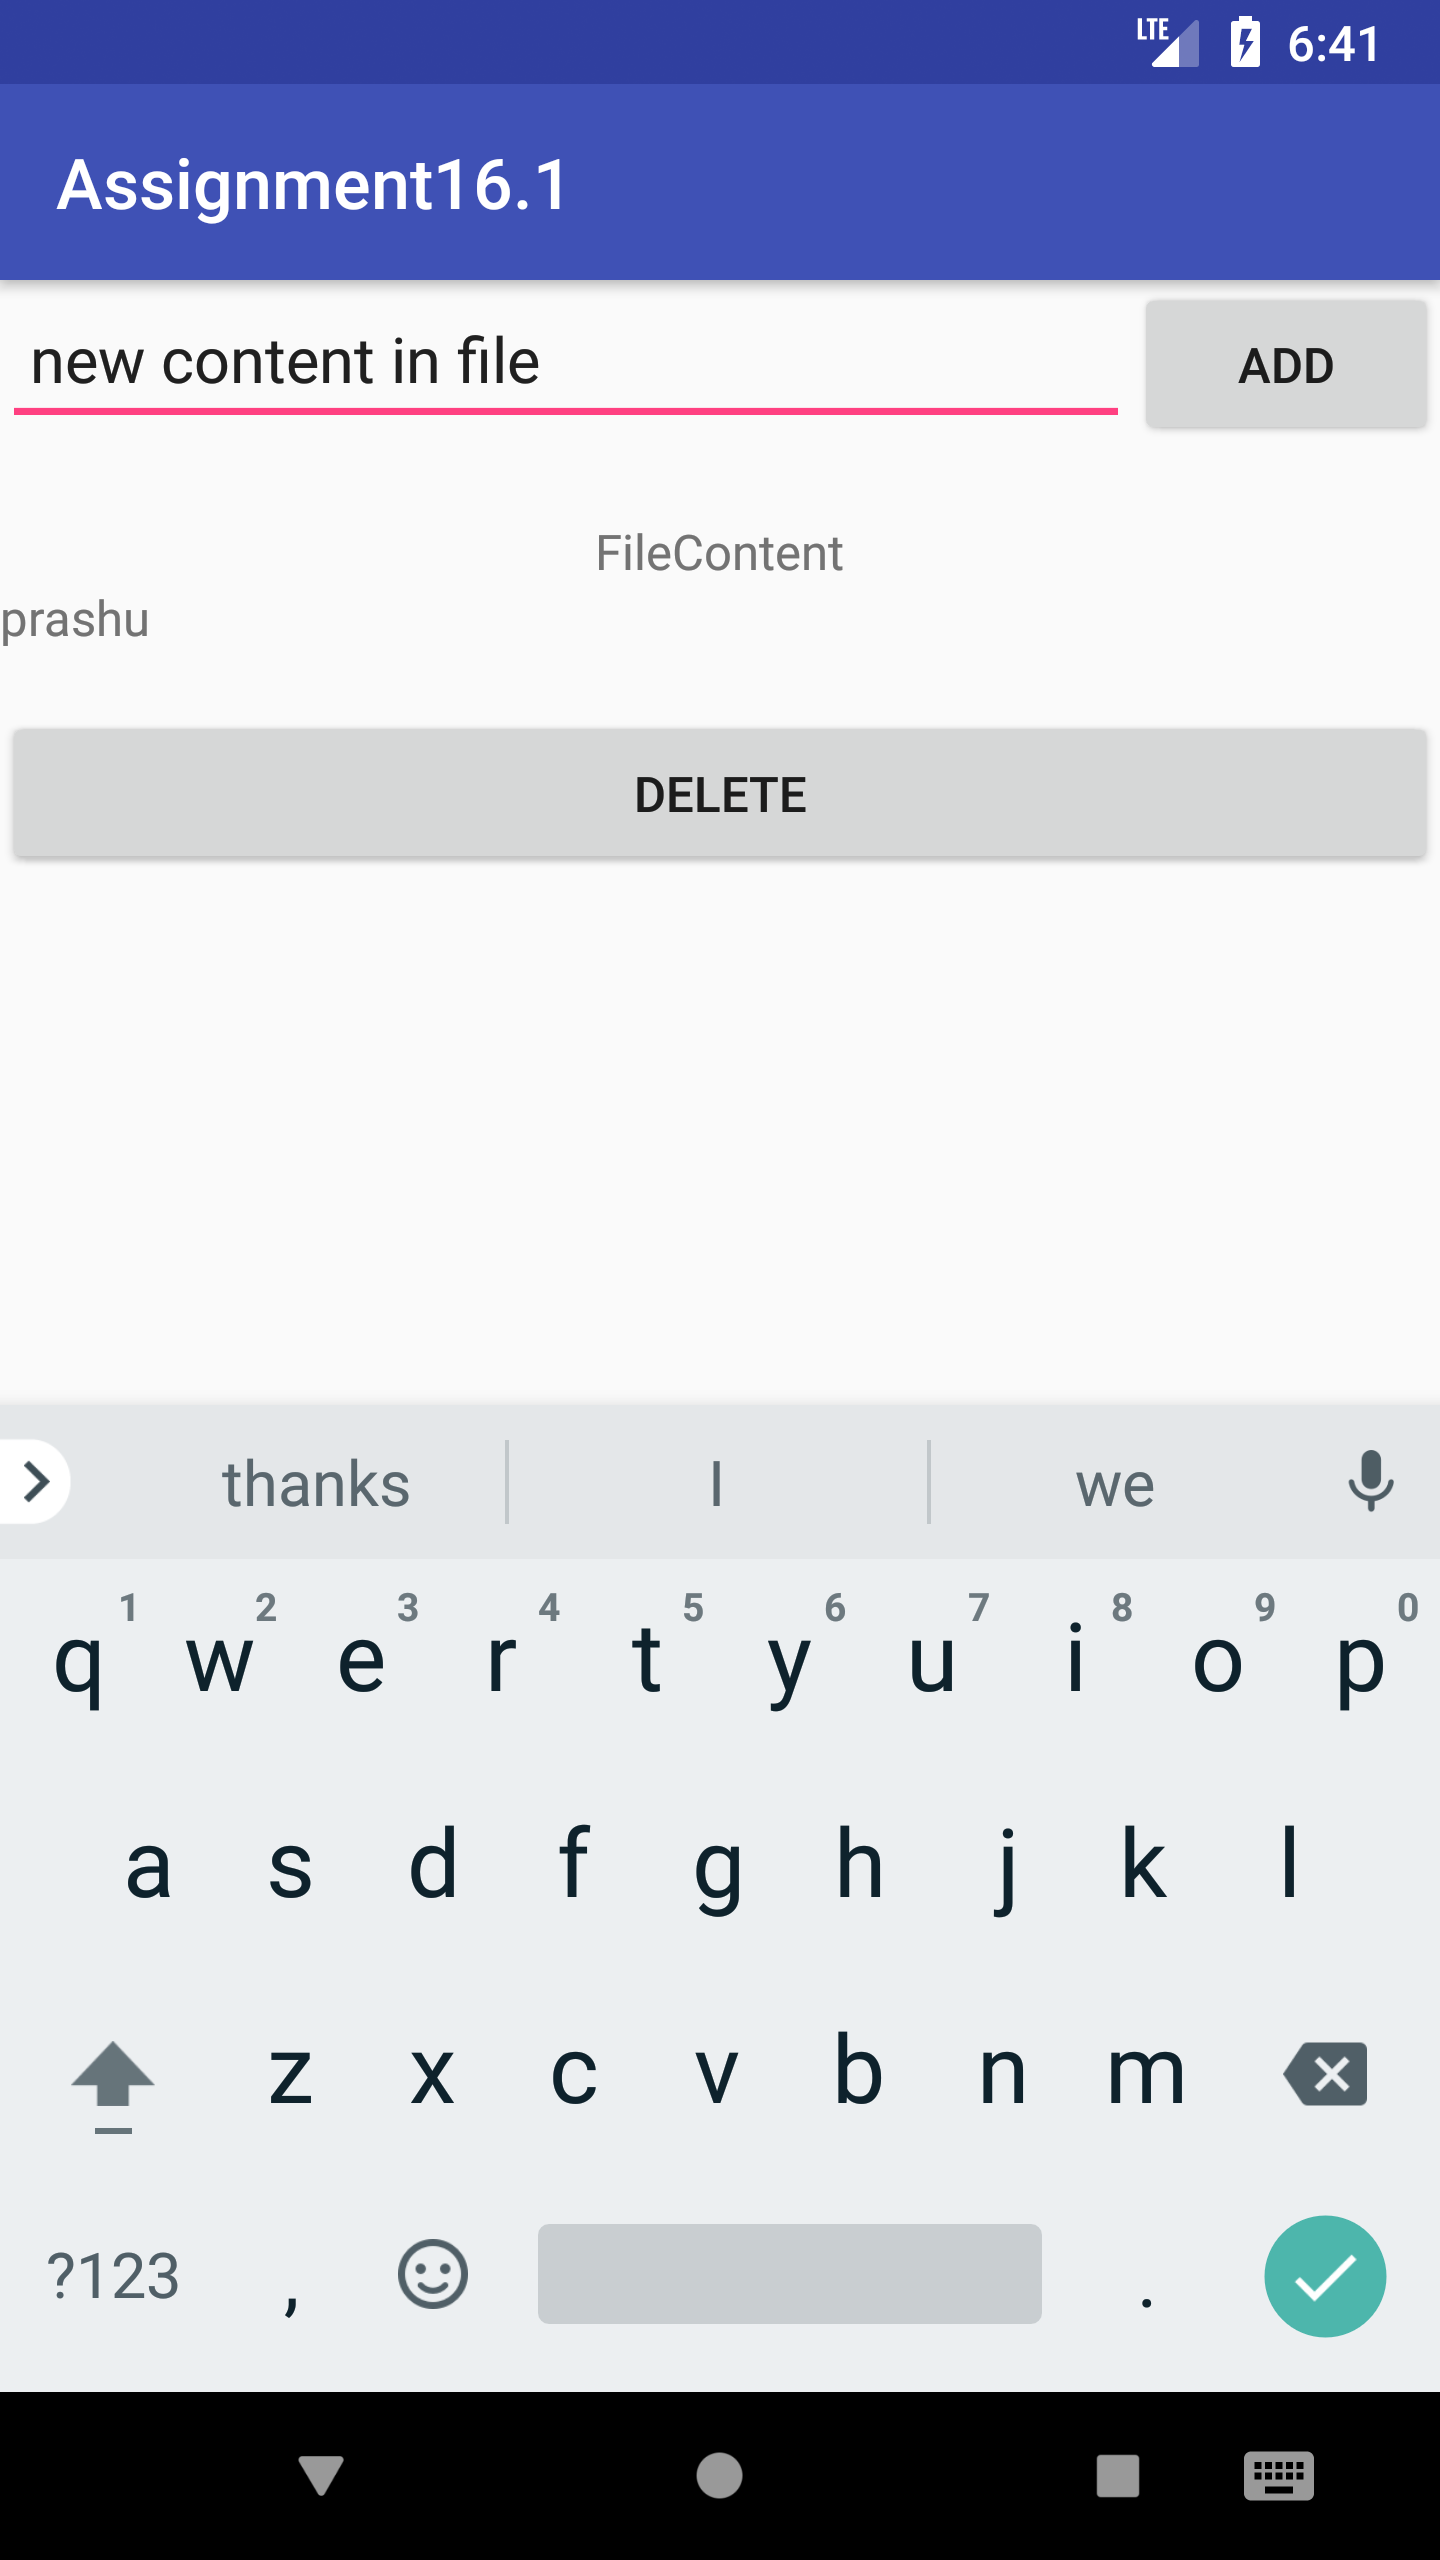 LTE 6:41
Assignment16.1
new content in file ADD
FileContent
prashu
DELETE
thanks I we
1 2 3 4 5 6 7 8 9 0
q w e r t y u i o p
a s d f g h j k l
z x c v b n m
?123 , .